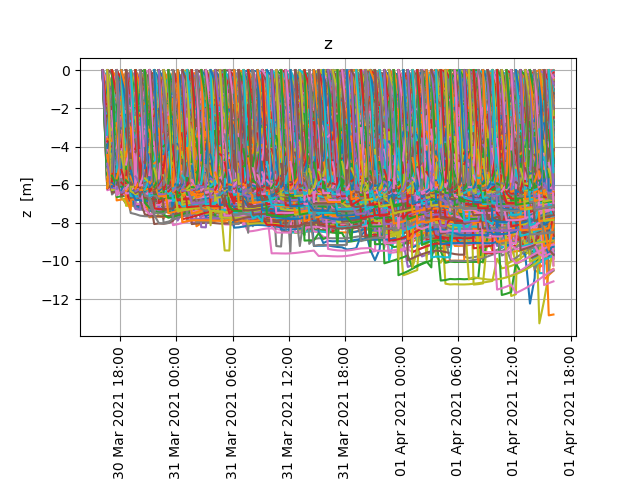 z
z [m]
0
−2
−4
−6
−8
−10
−12
30 Mar 2021 18:00
31 Mar 2021 00:00
31 Mar 2021 06:00
31 Mar 2021 12:00
31 Mar 2021 18:00
01 Apr 2021 00:00
01 Apr 2021 06:00
01 Apr 2021 12:00
01 Apr 2021 18:00